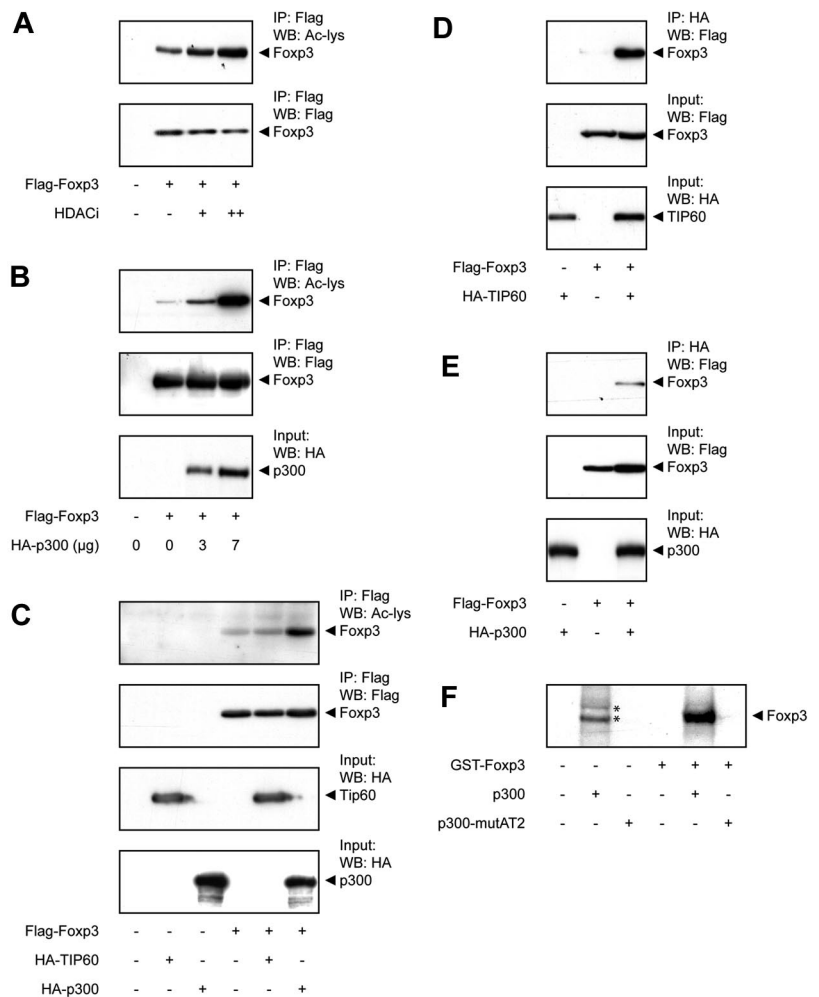 A
IP: Flag
WB: Ac-lys
Foxp3
IP: Flag
WB: Flag
Foxp3
Flag-Foxp3 - + + +
HDACi - - + ++
B
IP: Flag
WB: Ac-lys
Foxp3
IP: Flag
WB: Flag
Foxp3
Input:
WB: HA
p300
Flag-Foxp3 - + + +
HA-p300 (µg) 0 0 3 7
C
IP: Flag
WB: Ac-lys
Foxp3
IP: Flag
WB: Flag
Foxp3
Input:
WB: HA
Tip60
Input:
WB: HA
p300
Flag-Foxp3 - - - + + +
HA-TIP60 - + - - + -
HA-p300 - - + - - +
D
IP: HA
WB: Flag
Foxp3
Input:
WB: Flag
Foxp3
Input:
WB: HA
TIP60
Flag-Foxp3 - + +
HA-TIP60 + - +
E
IP: HA
WB: Flag
Foxp3
Input:
WB: Flag
Foxp3
Input:
WB: HA
p300
Flag-Foxp3 - + +
HA-p300 + - +
F
*
*
Foxp3
GST-Foxp3 - - - + + +
p300 - + - - + -
p300-mutAT2 - - + - - +